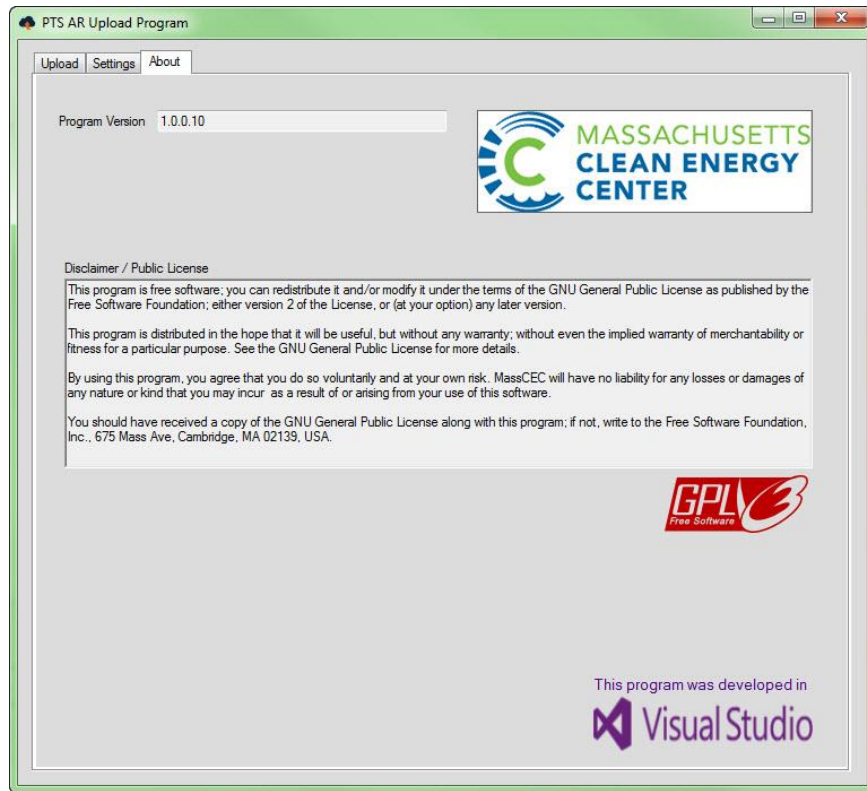 PTS AR Upload Program
Upload Settings About
Program Version 1.0.0.10
MASSACHUSETTS
CLEAN ENERGY
CENTER
Disclaimer / Public License
This program is free software; you can redistribute it and/or modify it under the terms of the GNU General Public License as published by the
Free Software Foundation; either version 2 of the License, or (at your option) any later version.
This program is distributed in the hope that it will be useful, but without any warranty; without even the implied warranty of merchantability or
fitness for a particular purpose. See the GNU General Public License for more details.
By using this program, you agree that you do so voluntarily and at your own risk. MassCEC will have no liability for any losses or damages of
any nature or kind that you may incur  as a result of or arising from your use of this software.
You should have received a copy of the GNU General Public License along with this program; if not, write to the Free Software Foundation,
Inc., 675 Mass Ave, Cambridge, MA 02139, USA.
GPLv3
Free Software
This program was developed in
Visual Studio